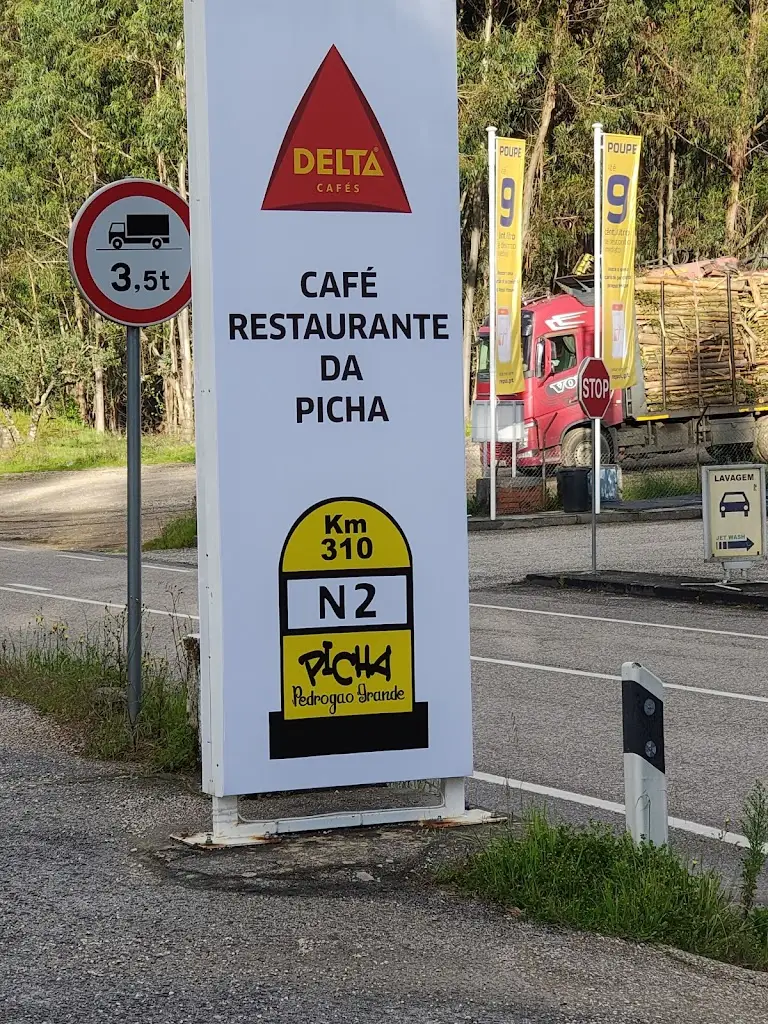 DELTA
CAFÉS
CAFÉ
RESTAURANTE
DA
PICHA
Km
310
N2
PICHA
Pedrogao Grande
3,5t
POUPE
9
POUPE
9
STOP
LAVAGEM
JET WASH